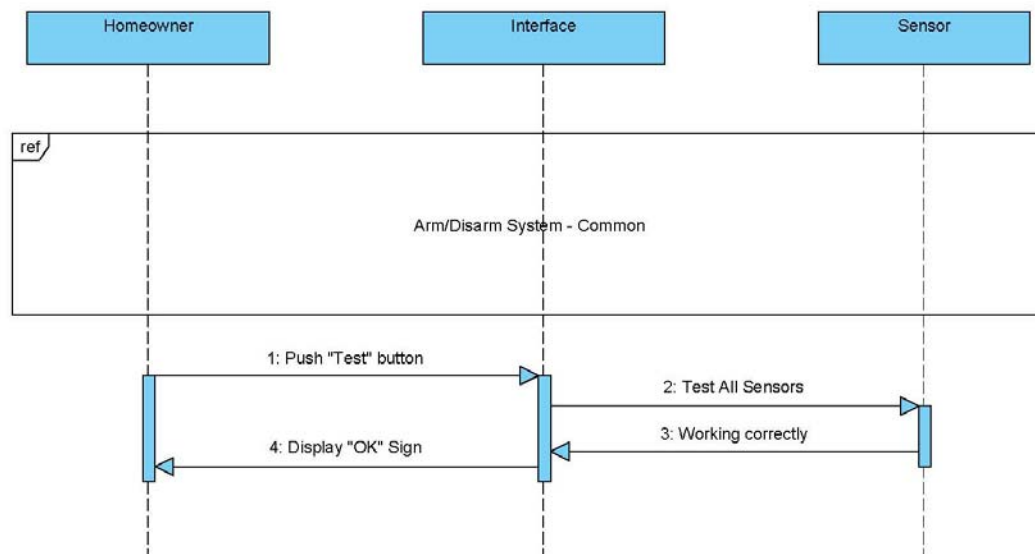 Homeowner
Interface
Sensor
ref
Arm/Disarm System - Common
1: Push "Test" button
2: Test All Sensors
3: Working correctly
4: Display "OK" Sign